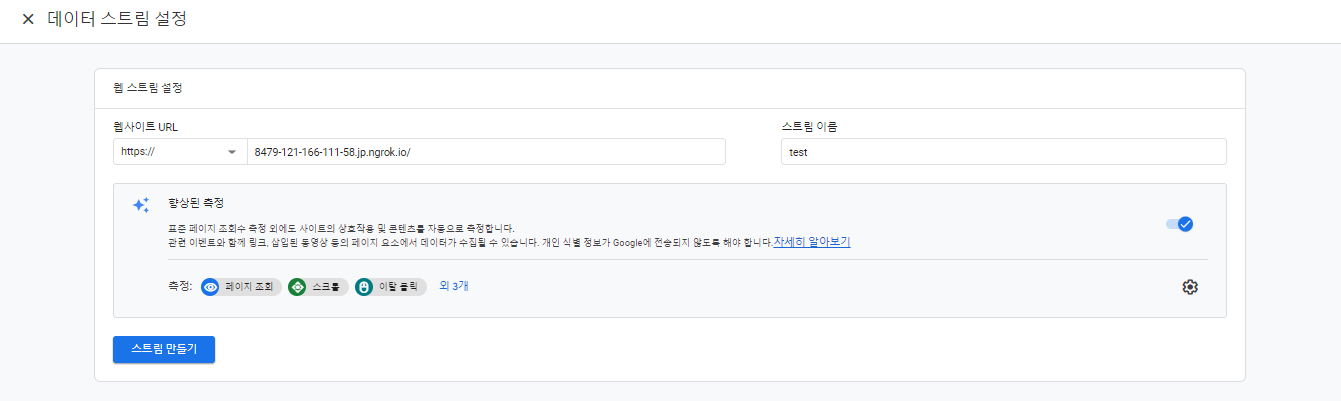 데이터 스트림 설정
웹 스트림 설정
웹사이트 URL
스트림 이름
https://
8479-121-166-111-58.jp.ngrok.io/
test
향상된 측정
표준 페이지 조회수 측정 외에도 사이트의 상호작용 및 콘텐츠를 자동으로 측정합니다.
관련 이벤트와 함께 링크, 삽입된 동영상 등의 페이지 요소에서 데이터가 수집될 수 있습니다. 개인 식별 정보가 Google에 전송되지 않도록 해야 합니다.자세히 알아보기
측정: 페이지 조회 스크롤 이탈 클릭 외 3개
스트림 만들기